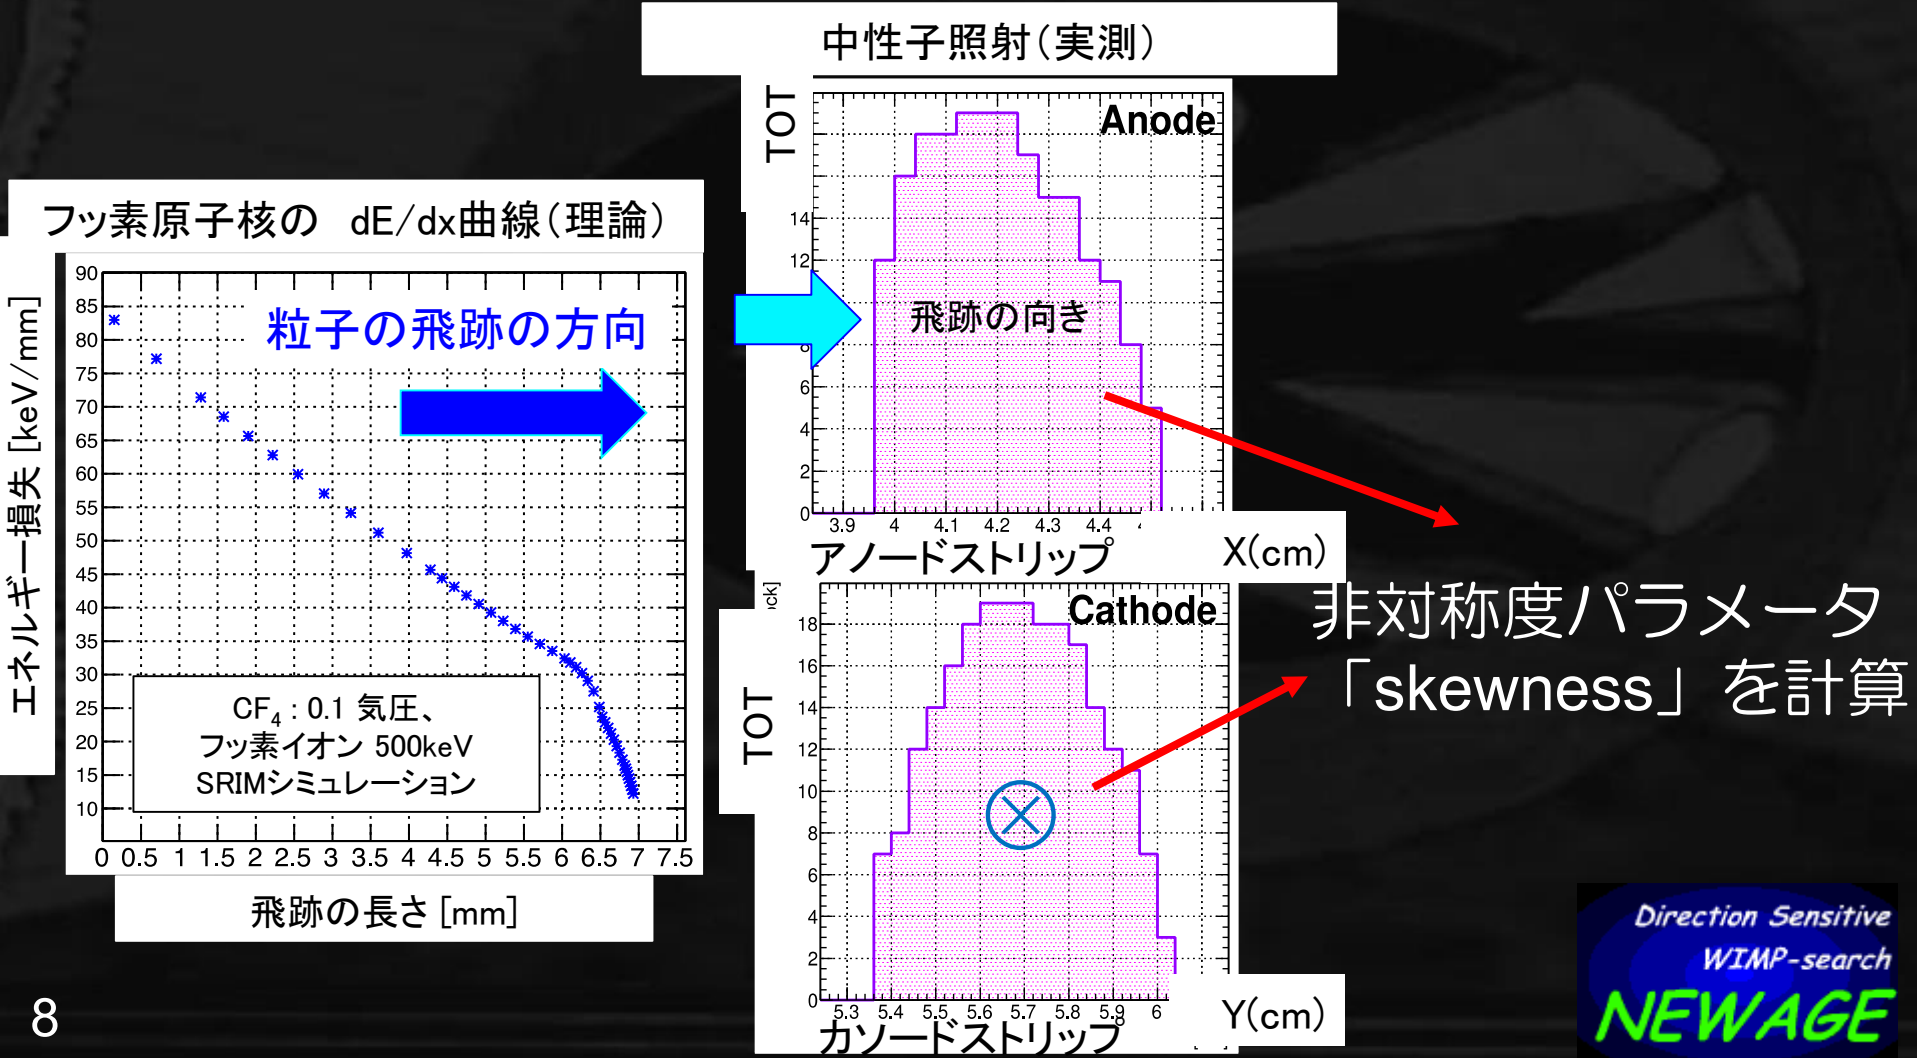 中性子照射（実測）
フッ素原子核の　dE/dx曲線（理論）
エネルギー損失 [keV/mm]
90
85
80
75
70
65
60
55
50
45
40
35
30
25
20
15
10
粒子の飛跡の方向
CF₄ : 0.1 気圧、
フッ素イオン 500keV
SRIMシミュレーション
0 0.5 1 1.5 2 2.5 3 3.5 4 4.5 5 5.5 6 6.5 7 7.5
飛跡の長さ [mm]
TOT
Anode
14
12
6
4
2
0
飛跡の向き
3.9 4 4.1 4.2 4.3 4.4
アノードストリップ
X(cm)
ck]
TOT
Cathode
18
16
14
12
10
8
6
4
2
0
5.3 5.4 5.5 5.6 5.7 5.8 5.9 6
カソードストリップ
Y(cm)
非対称度パラメータ
「skewness」を計算
Direction Sensitive
WIMP-search
NEWAGE
8